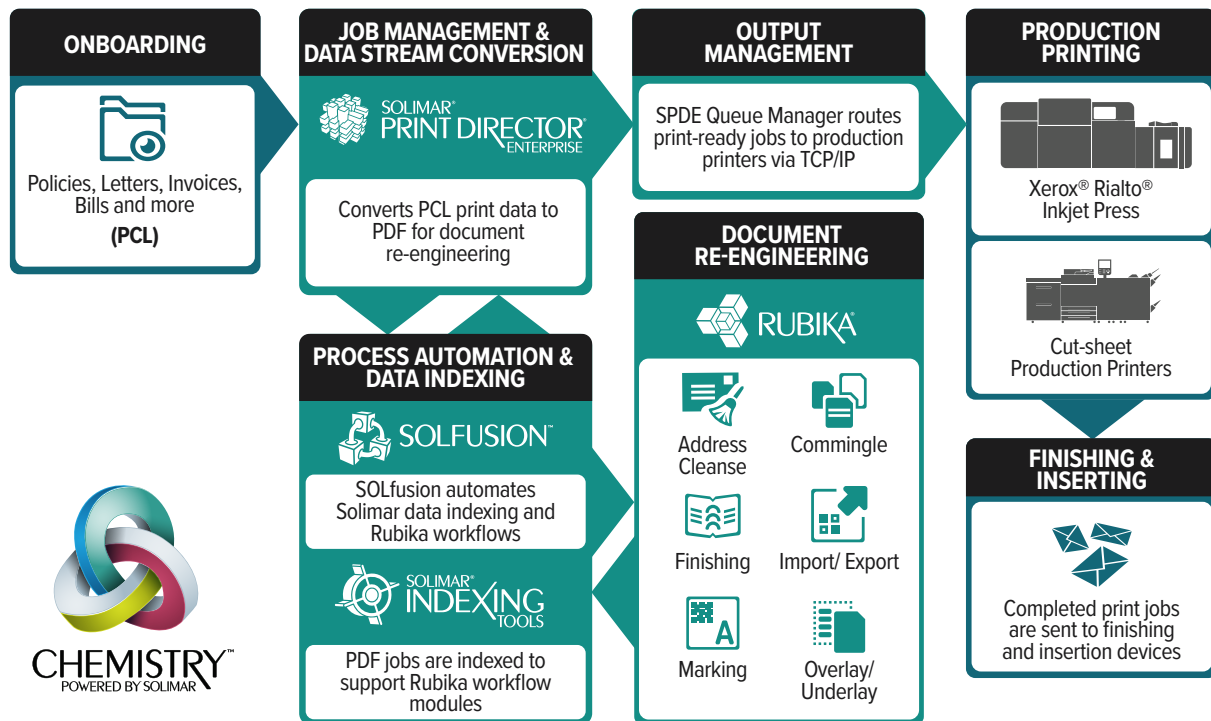 ONBOARDING
Policies, Letters, Invoices,
Bills and more
(PCL)
JOB MANAGEMENT &
DATA STREAM CONVERSION
SOLIMAR®
PRINT DIRECTOR®
ENTERPRISE
Converts PCL print data to
PDF for document
re-engineering
OUTPUT
MANAGEMENT
SPDE Queue Manager routes
print-ready jobs to production
printers via TCP/IP
PRODUCTION
PRINTING
Xerox® Rialto®
Inkjet Press
Cut-sheet
Production Printers
PROCESS AUTOMATION &
DATA INDEXING
SOLFUSION™
SOLfusion automates
Solimar data indexing and
Rubika workflows
SOLIMAR®
INDEXING
TOOLS
PDF jobs are indexed to
support Rubika workflow
modules
DOCUMENT
RE-ENGINEERING
RUBIKA®
Address
Cleanse
Commingle
Finishing
Import/ Export
A
Marking
Overlay/
Underlay
FINISHING &
INSERTING
Completed print jobs
are sent to finishing
and insertion devices
CHEMISTRY™
POWERED BY SOLIMAR